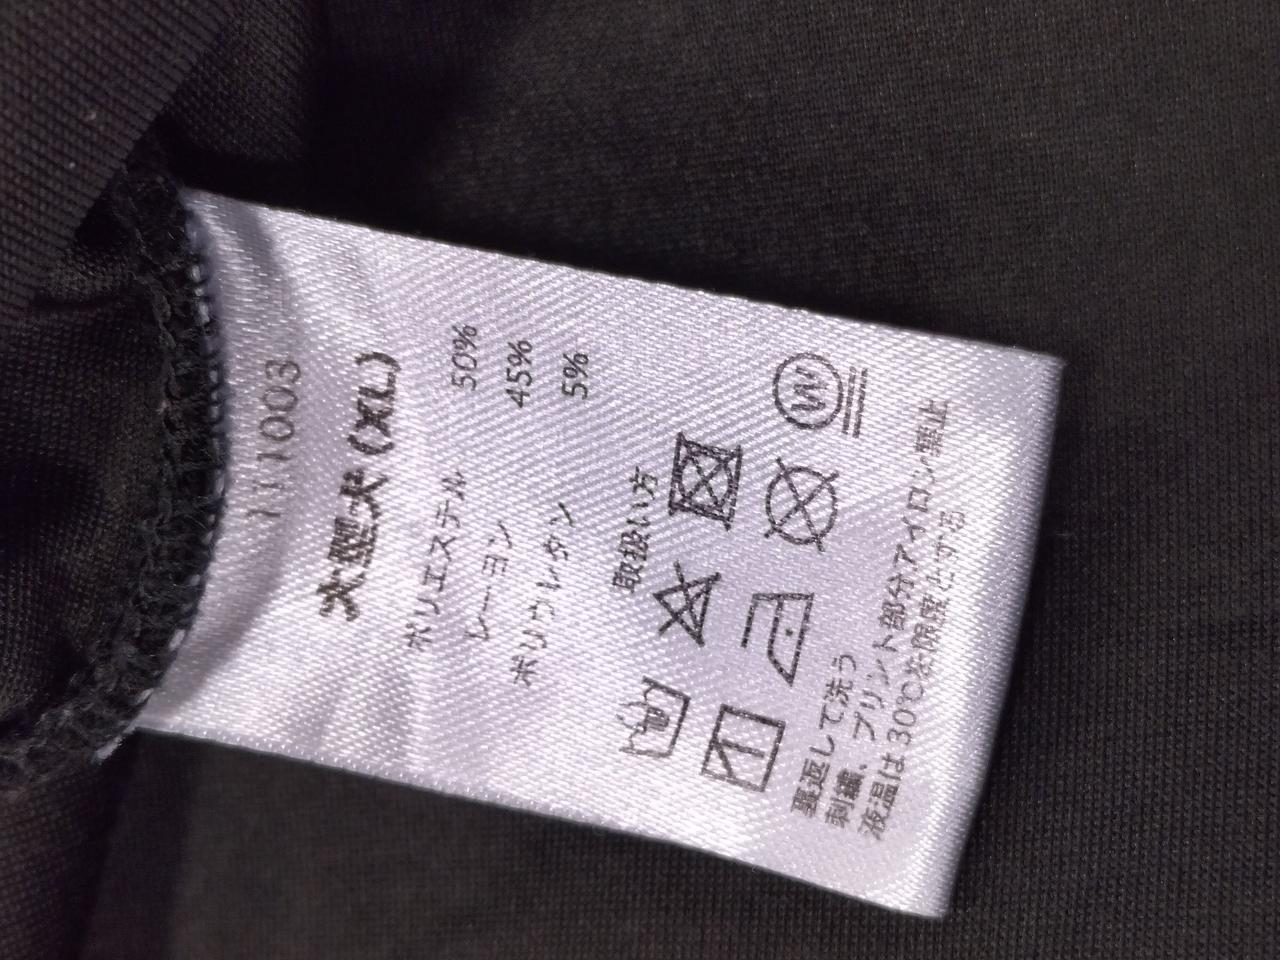 1111003
大型犬(XL)
ポリエステル 50%
レーヨン 45%
ポリウレタン 5%
取扱い方
W
裏返して洗う
刺繍、プリント部分アイロン禁止
液温は30℃を限度とする